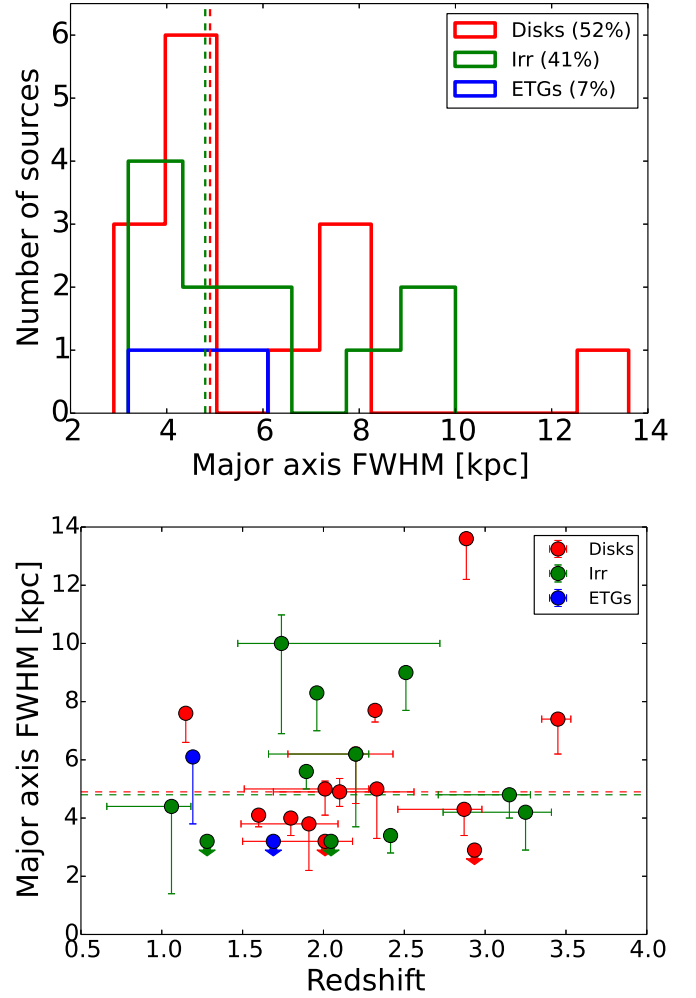 Disks (52%)
Irr (41%)
ETGs (7%)
Number of sources
6
5
4
3
2
1
0
2 4 6 8 10 12 14
Major axis FWHM [kpc]
Disks
Irr
ETGs
Major axis FWHM [kpc]
14
12
10
8
6
4
2
0
0.5 1.0 1.5 2.0 2.5 3.0 3.5 4.0
Redshift